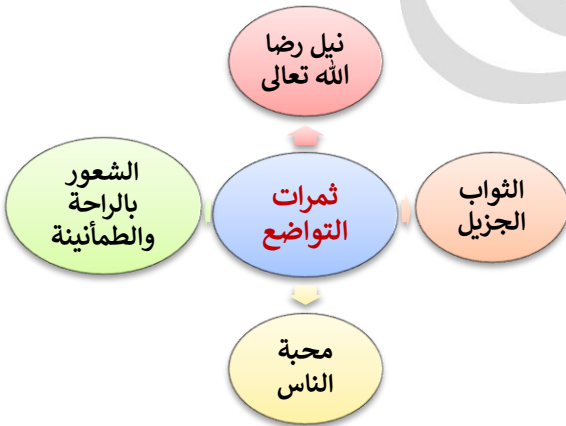 نيل رضا
الله تعالى
الثواب
الجزيل
ثمرات
التواضع
الشعور
بالراحة
والطمأنينة
محبة
الناس